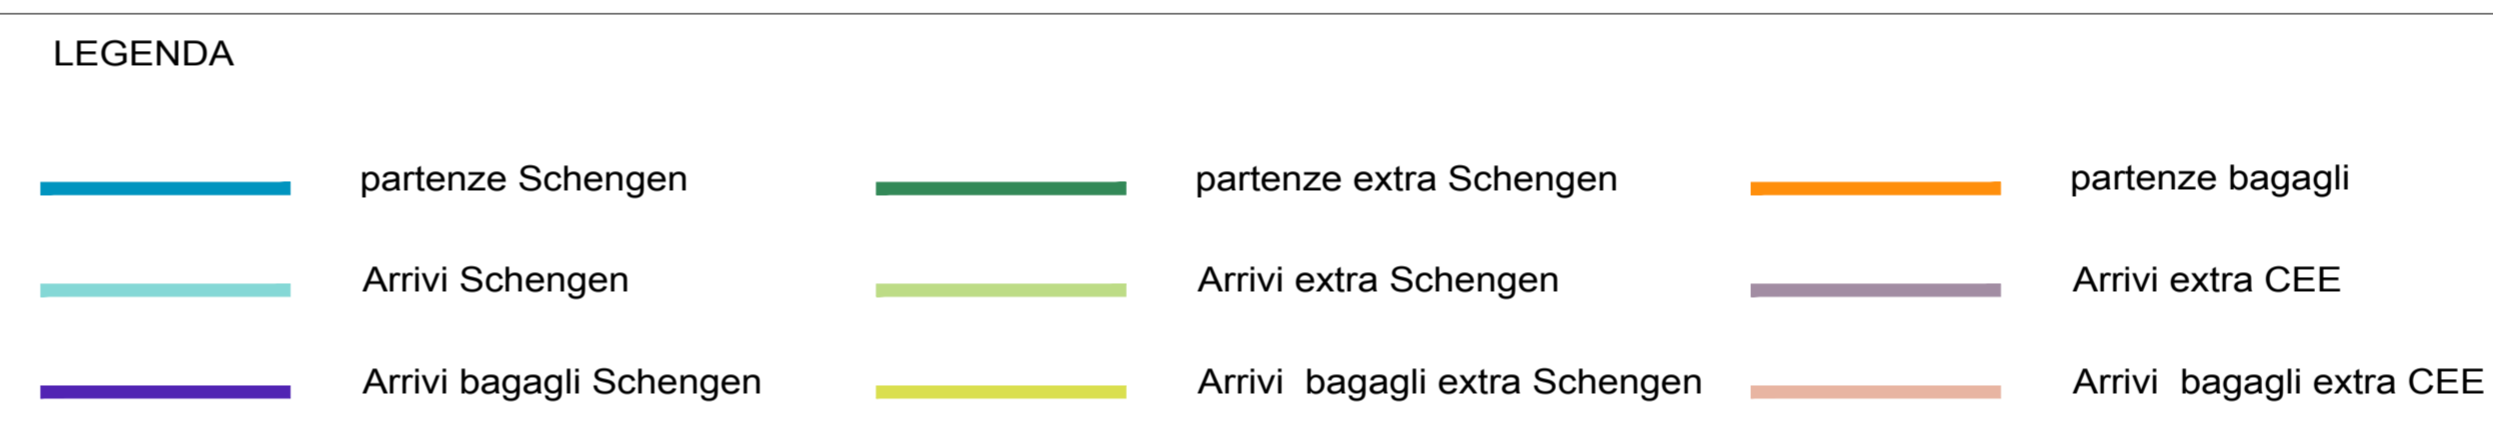 LEGENDA
partenze Schengen
partenze extra Schengen
partenze bagagli
Arrivi Schengen
Arrivi extra Schengen
Arrivi extra CEE
Arrivi bagagli Schengen
Arrivi  bagagli extra Schengen
Arrivi  bagagli extra CEE